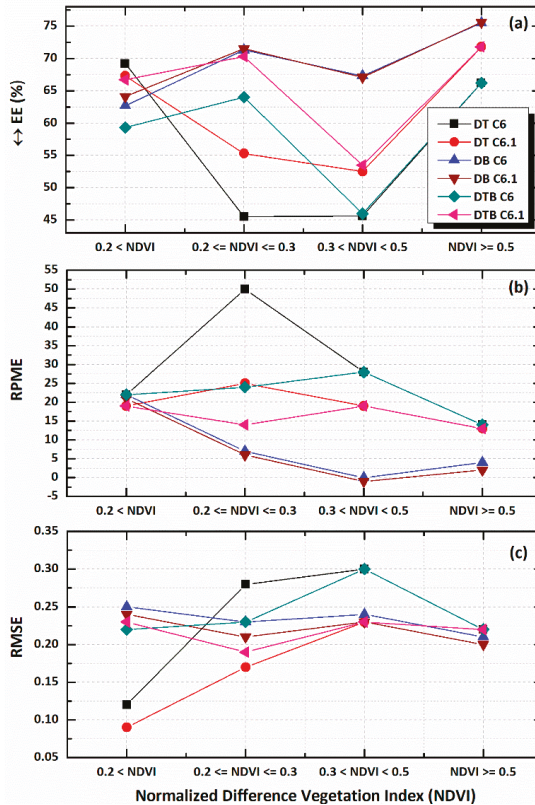 (a)
75
70
65
60
55
50
45
↔ EE (%)
DT C6
DT C6.1
DB C6
DB C6.1
DTB C6
DTB C6.1
0.2 < NDVI
0.2 <= NDVI <= 0.3
0.3 < NDVI < 0.5
NDVI >= 0.5
(b)
55
50
45
40
35
30
25
20
15
10
5
0
-5
RPME
0.2 < NDVI
0.2 <= NDVI <= 0.3
0.3 < NDVI < 0.5
NDVI >= 0.5
(c)
0.35
0.30
0.25
0.20
0.15
0.10
0.05
RMSE
0.2 < NDVI
0.2 <= NDVI <= 0.3
0.3 < NDVI < 0.5
NDVI >= 0.5
Normalized Difference Vegetation Index (NDVI)